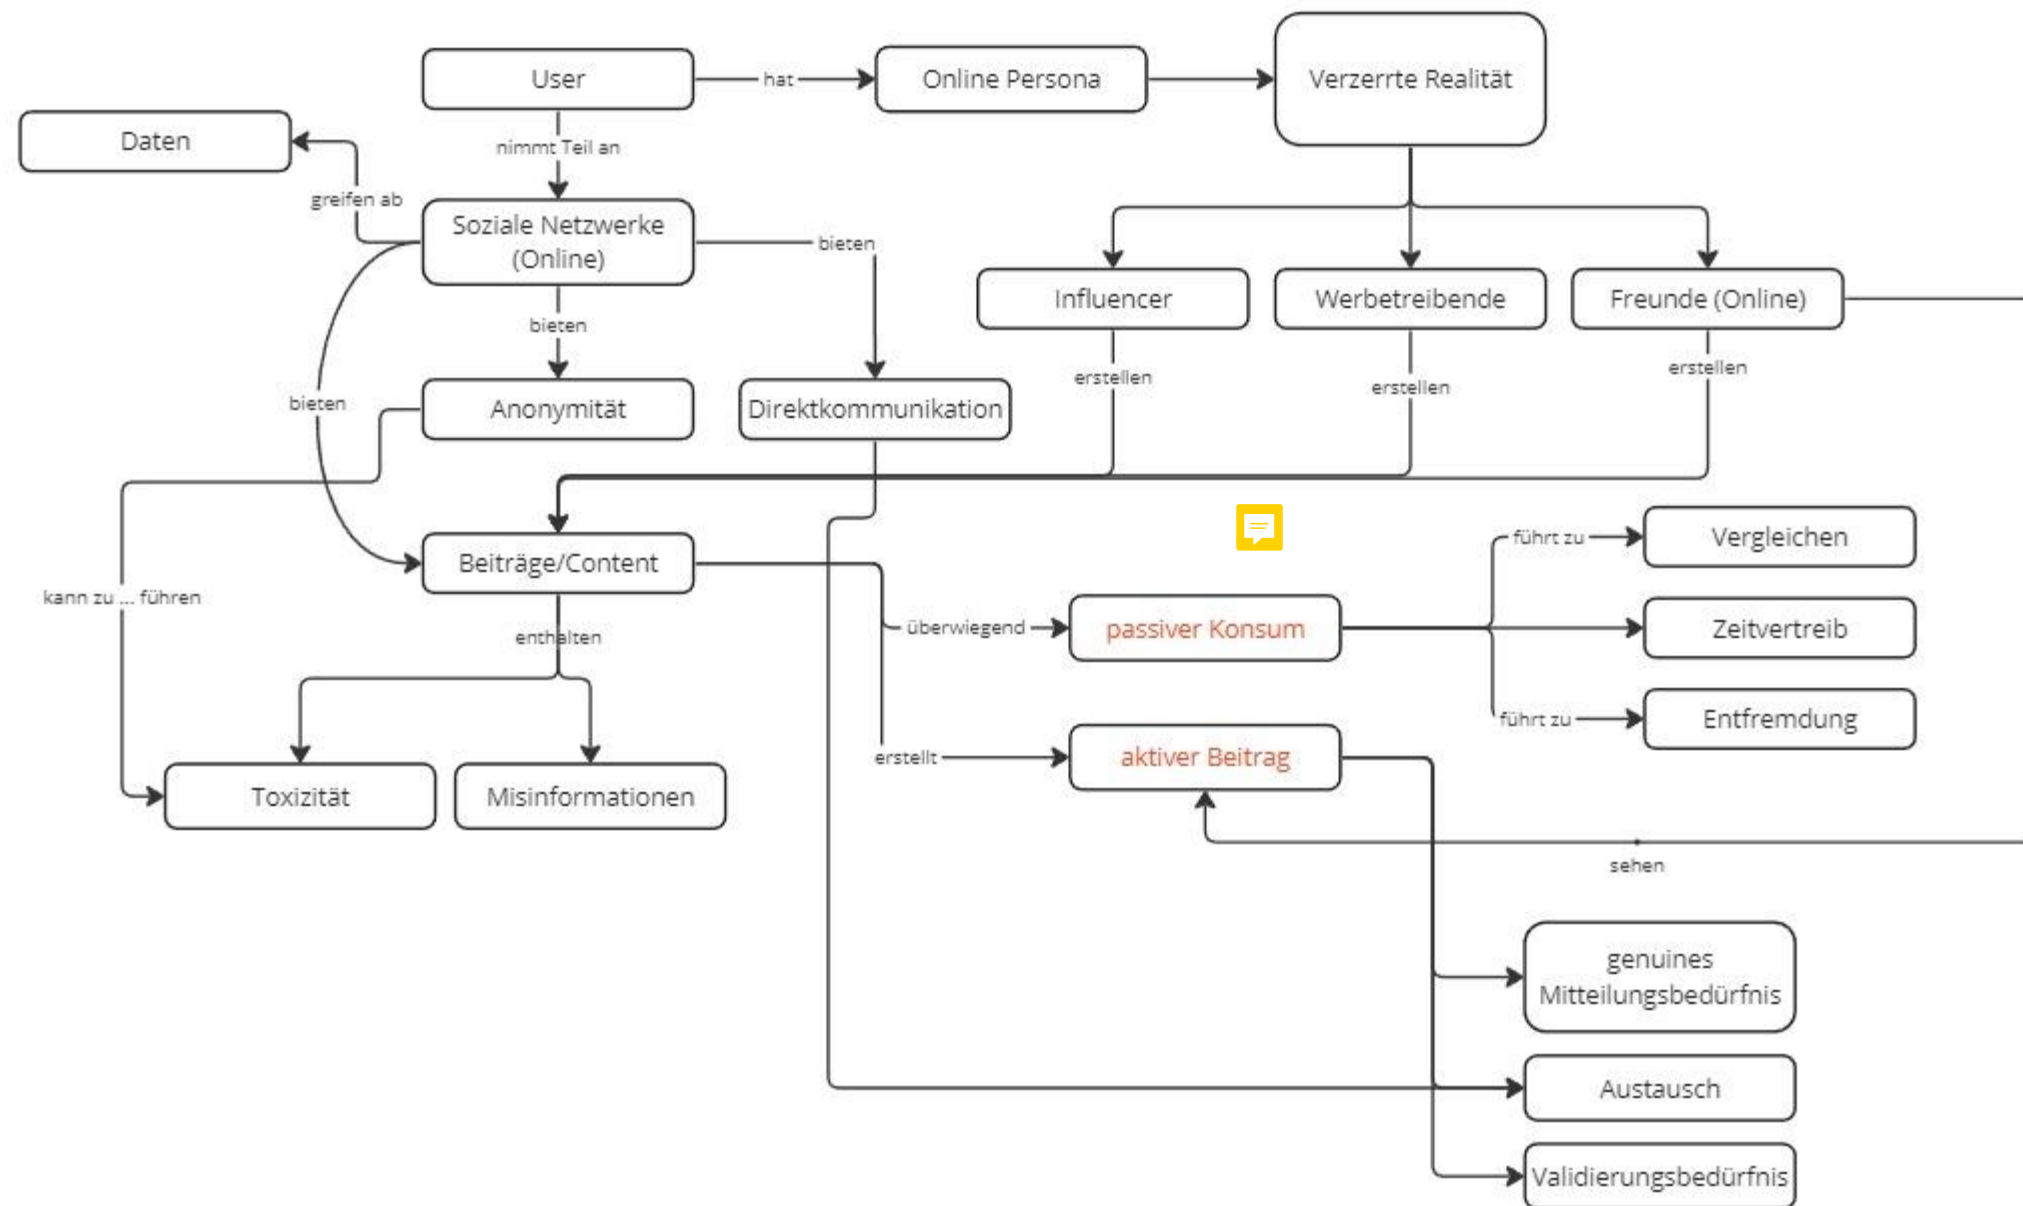 User
hat
Online Persona
Verzerrte Realität
Daten
nimmt Teil an
greifen ab
Soziale Netzwerke
(Online)
bieten
Influencer
Werbetreibende
Freunde (Online)
bieten
bieten
erstellen
erstellen
erstellen
Anonymität
Direktkommunikation
Beiträge/Content
führt zu
Vergleichen
kann zu ... führen
enthalten
überwiegend
passiver Konsum
Zeitvertreib
führt zu
Entfremdung
erstellt
aktiver Beitrag
Toxizität
Misinformationen
sehen
genuines
Mitteilungsbedürfnis
Austausch
Validierungsbedürfnis